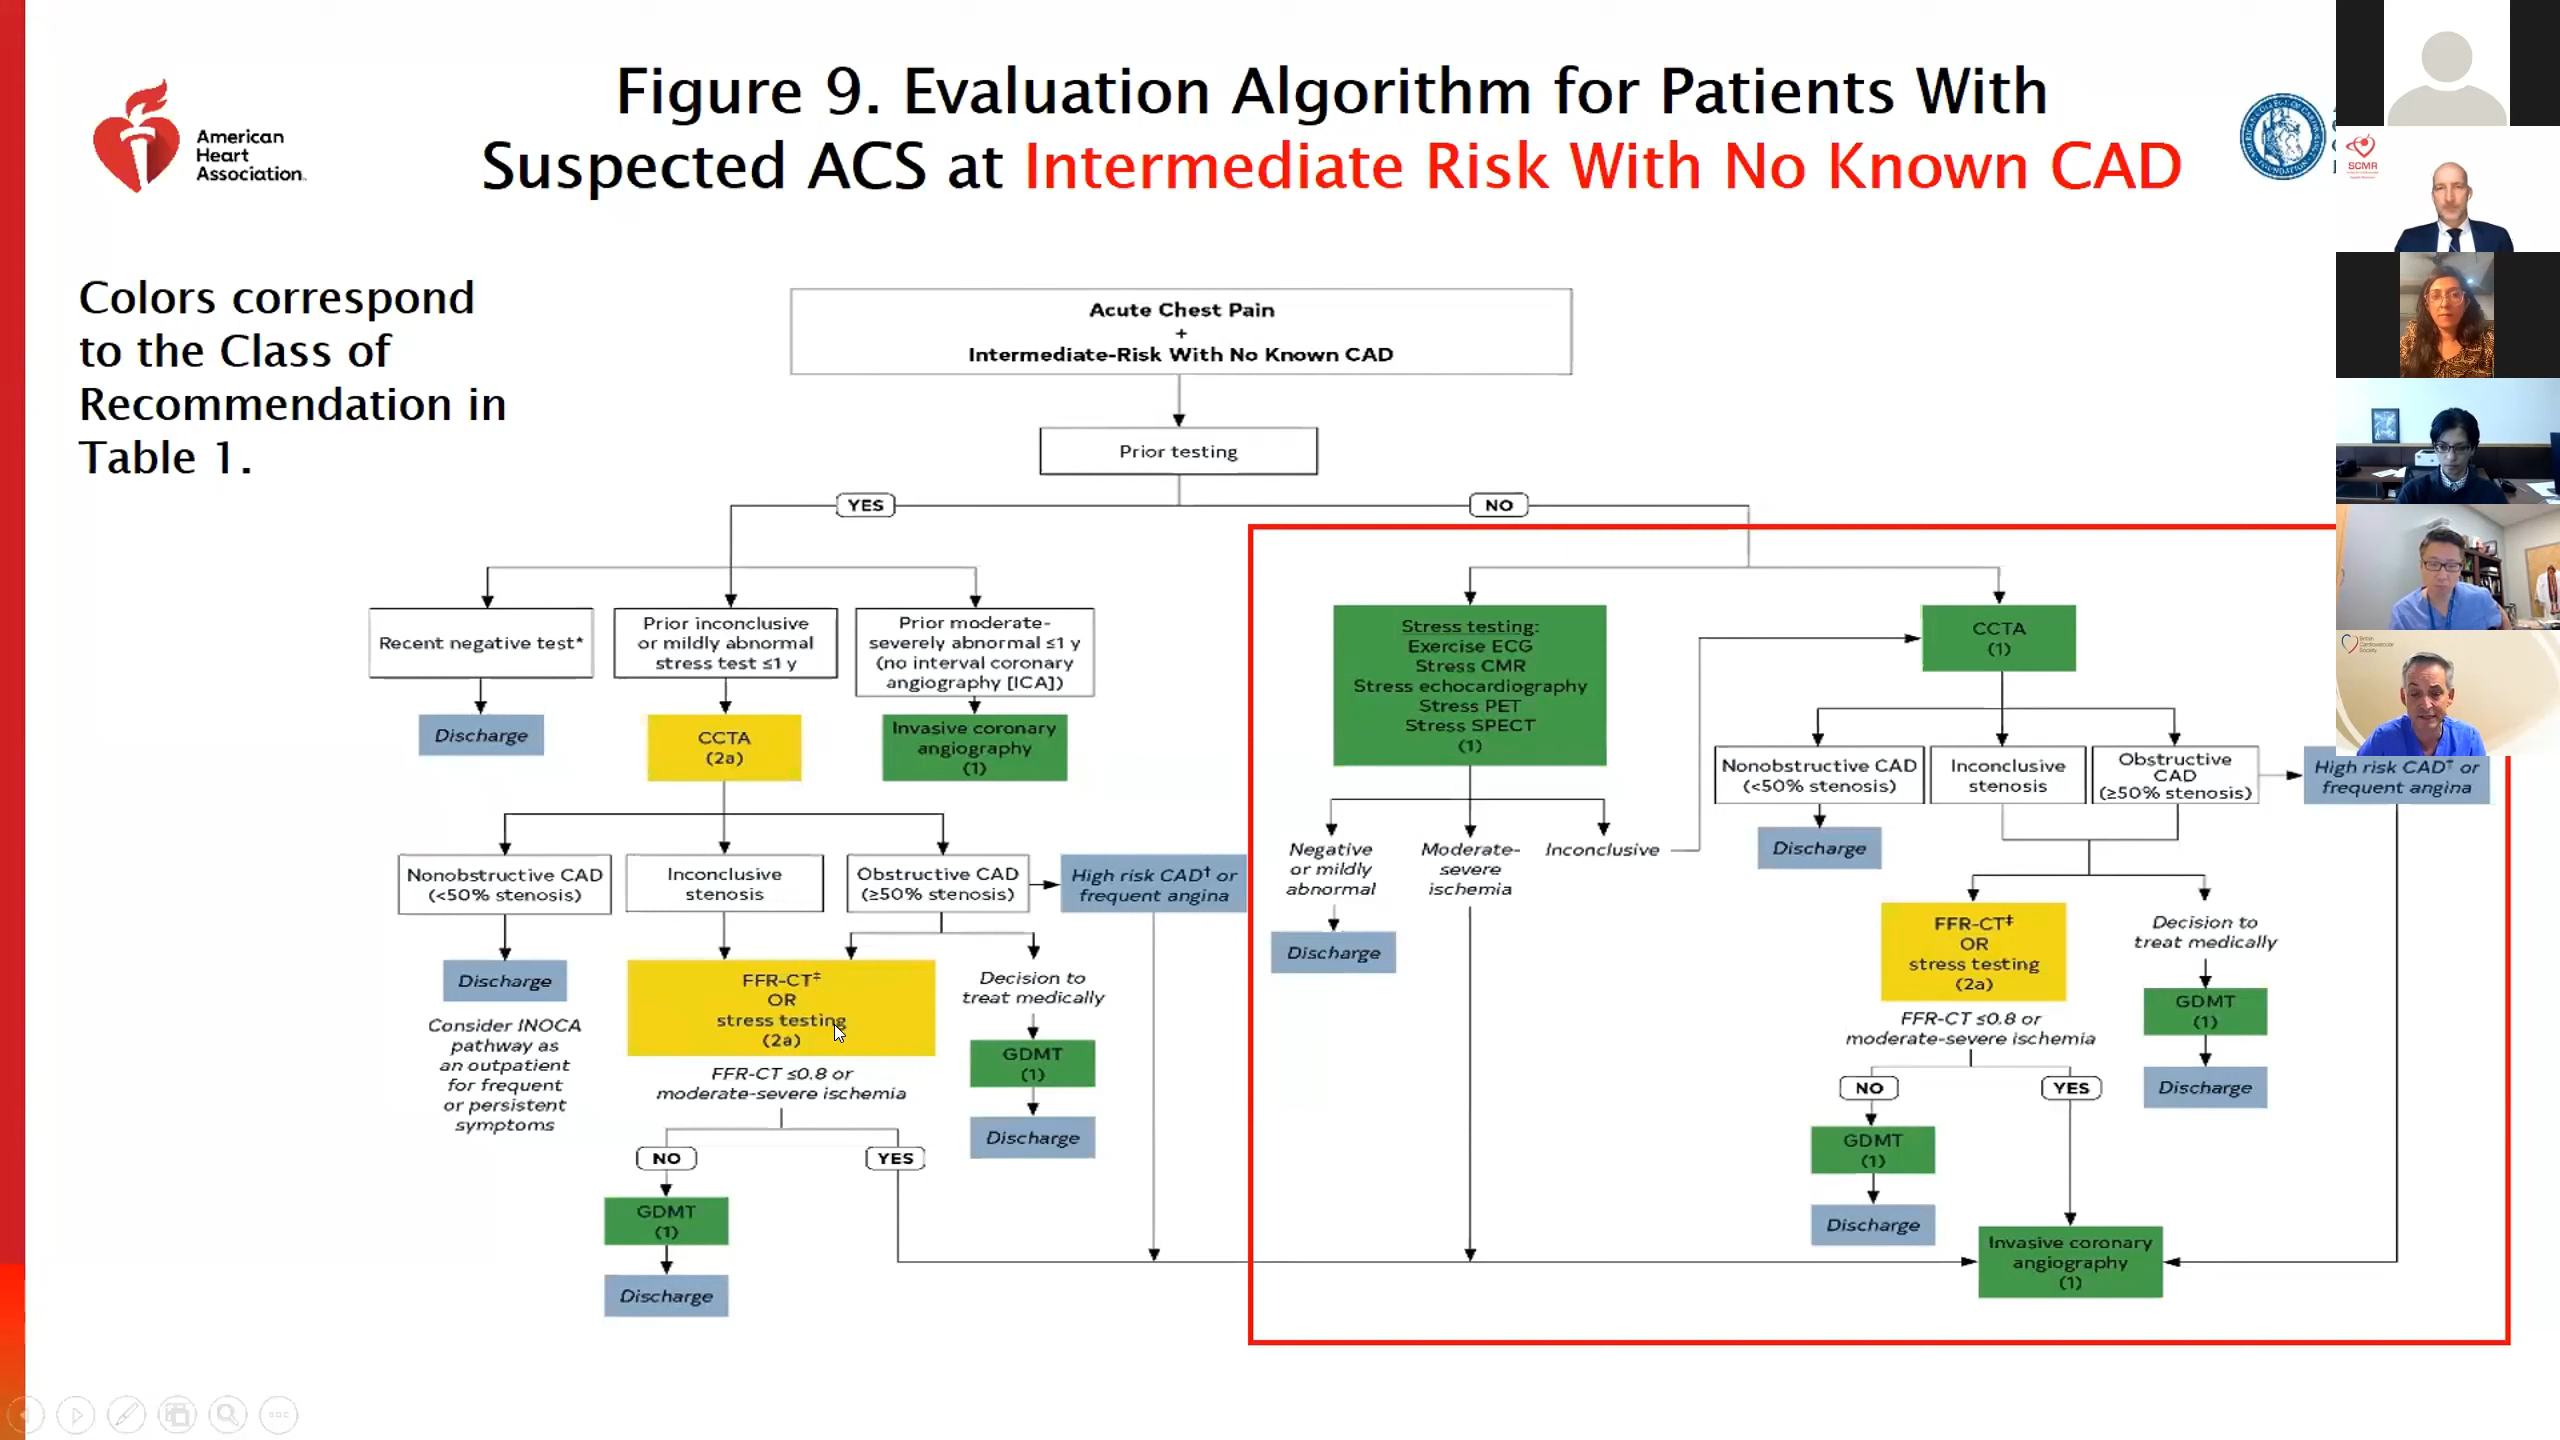 Figure 9. Evaluation Algorithm for Patients With
Suspected ACS at Intermediate Risk With No Known CAD
American
Heart
Association.
SCMR
Colors correspond
to the Class of
Recommendation in
Table 1.
Acute Chest Pain
+
Intermediate-Risk With No Known CAD
Prior testing
YES
NO
Recent negative test*
Discharge
Prior inconclusive
or mildly abnormal
stress test ≤1 y
CCTA
(2a)
Prior moderate-
severely abnormal ≤1 y
(no interval coronary
angiography [ICA])
Invasive coronary
angiography
(1)
Nonobstructive CAD
(<50% stenosis)
Discharge
Consider INOCA
pathway as
an outpatient
for frequent
or persistent
symptoms
Inconclusive
stenosis
Obstructive CAD
(≥50% stenosis)
High risk CAD† or
frequent angina
FFR-CT‡
OR
stress testing
(2a)
FFR-CT ≤0.8 or
moderate-severe ischemia
NO
YES
GDMT
(1)
Discharge
Decision to
treat medically
GDMT
(1)
Discharge
Stress testing:
Exercise ECG
Stress CMR
Stress echocardiography
Stress PET
Stress SPECT
(1)
Negative
or mildly
abnormal
Discharge
Moderate-
severe
ischemia
Inconclusive
CCTA
(1)
Nonobstructive CAD
(<50% stenosis)
Discharge
Inconclusive
stenosis
Obstructive
CAD
(≥50% stenosis)
High risk CAD† or
frequent angina
FFR-CT‡
OR
stress testing
(2a)
FFR-CT ≤0.8 or
moderate-severe ischemia
NO
YES
GDMT
(1)
Discharge
Decision to
treat medically
GDMT
(1)
Discharge
Invasive coronary
angiography
(1)
British
Cardiovascular
Society